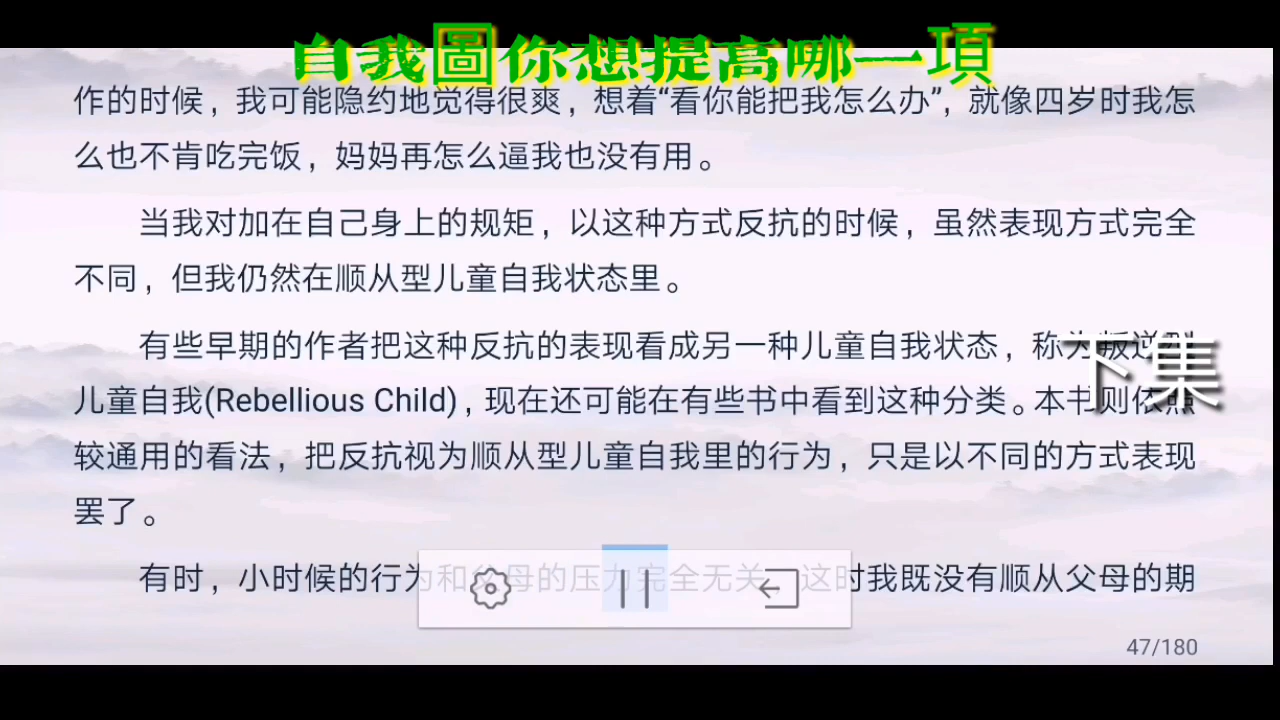 自我圖你想提高哪一項
作的时候，我可能隐约地觉得很爽，想着“看你能把我怎么办”，就像四岁时我怎
么也不肯吃完饭，妈妈再怎么逼我也没有用。
当我对加在自己身上的规矩，以这种方式反抗的时候，虽然表现方式完全
不同，但我仍然在顺从型儿童自我状态里。
有些早期的作者把这种反抗的表现看成另一种儿童自我状态，称为叛逆型
下集
儿童自我(Rebellious Child)，现在还可能在有些书中看到这种分类。本书则依照
较通用的看法，把反抗视为顺从型儿童自我里的行为，只是以不同的方式表现
罢了。
有时，小时候的行为和父母的压力完全无关，这时我既没有顺从父母的期
47/180